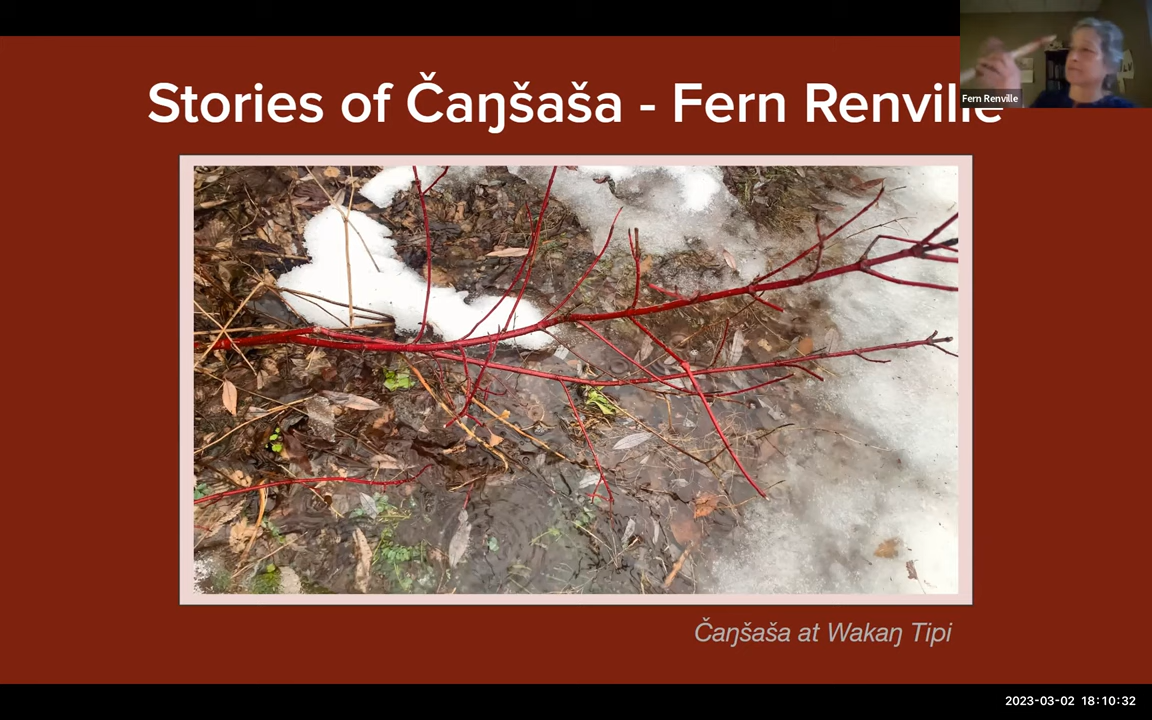 Stories of Čaŋšaša - Fern Renville
Fern Renville
Čaŋšaša at Wakaŋ Tipi
2023-03-02 18:10:32